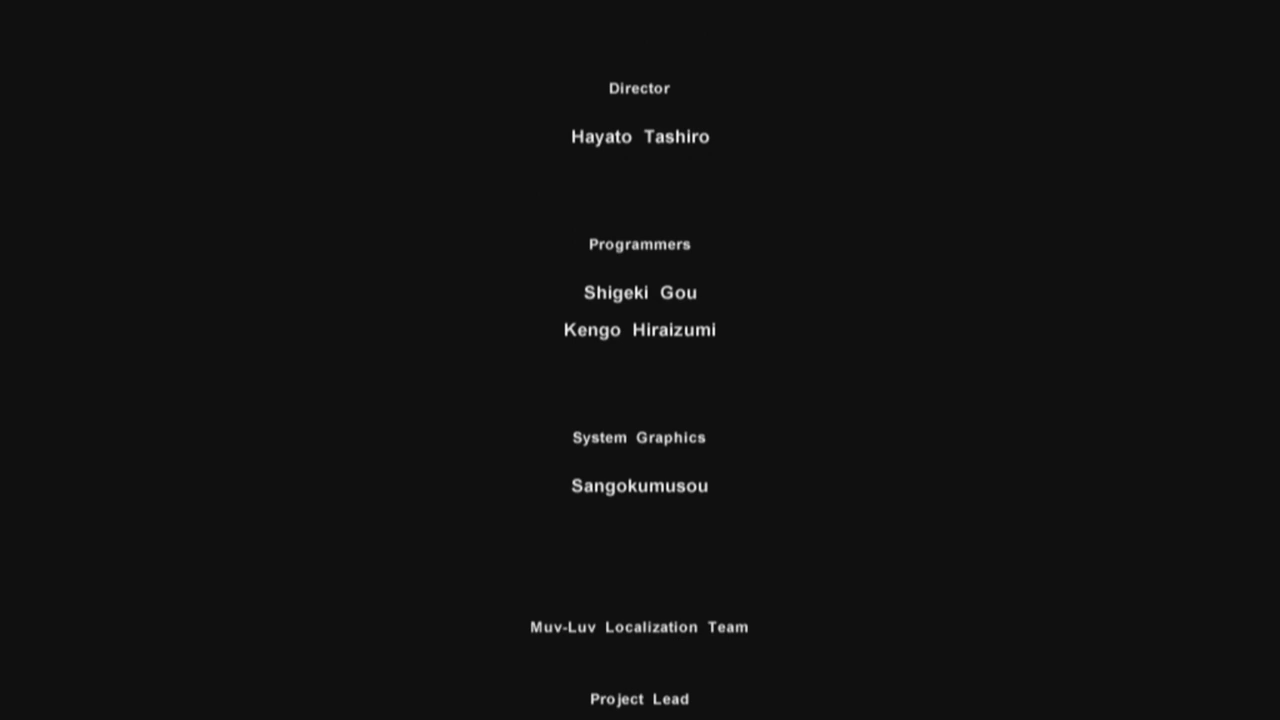 Director
Hayato Tashiro
Programmers
Shigeki Gou
Kengo Hiraizumi
System Graphics
Sangokumusou
Muv-Luv Localization Team
Project Lead